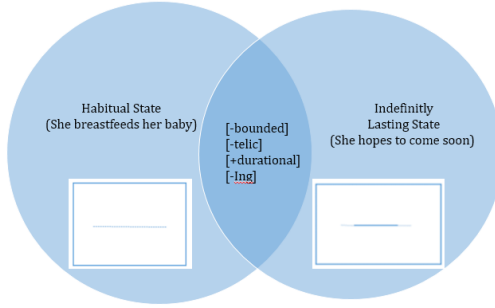 Habitual State
(She breastfeeds her baby)
[-bounded]
[-telic]
[+durational]
[-Ing]
Indefinitly
Lasting State
(She hopes to come soon)